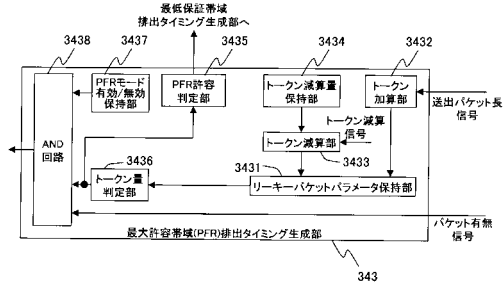 最低保証帯域
排出タイミング生成部へ
3438
3437
3435
3434
3432
PFRモード
有効/無効
保持部
PFR許容
判定部
トークン減算量
保持部
トークン
加算部
送出パケット長
信号
AND
回路
トークン減算
信号
トークン減算部
3433
3436
3431
トークン量
判定部
リーキーバケットパラメータ保持部
パケット有無
信号
最大許容帯域(PFR)排出タイミング生成部
343